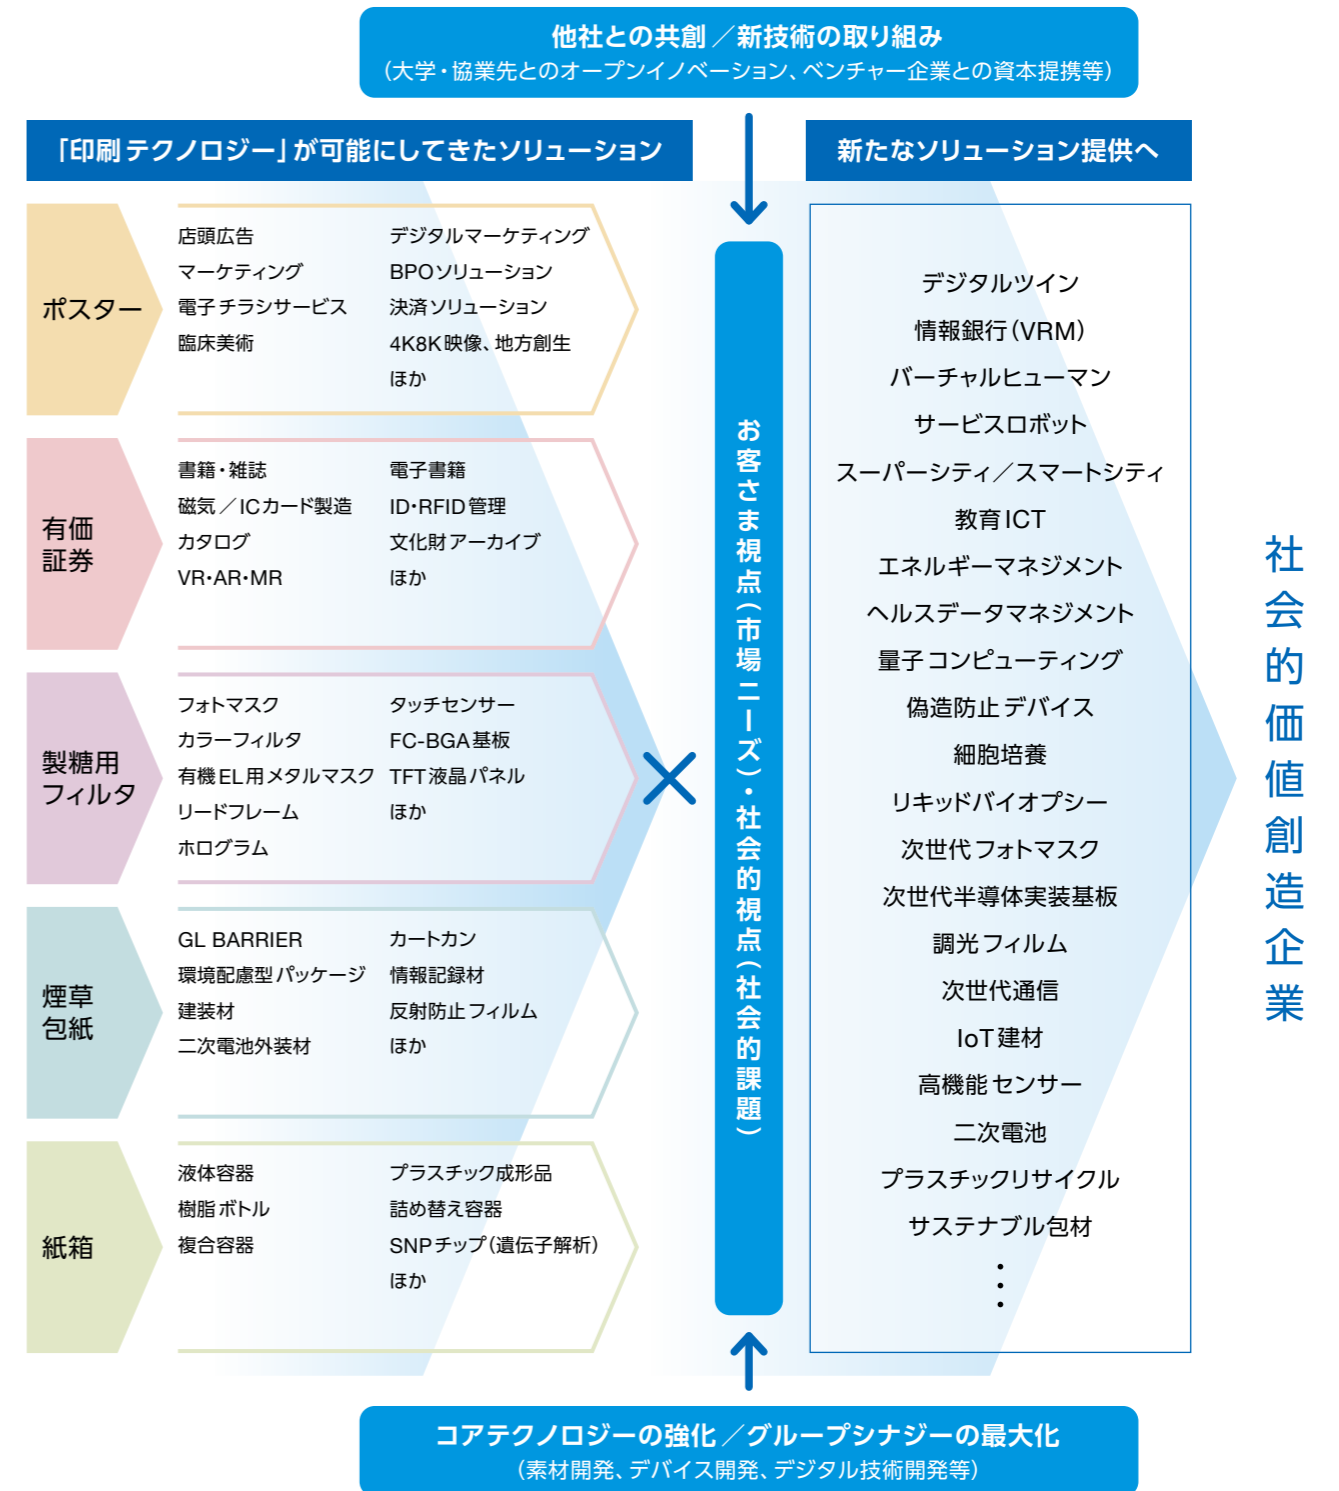 他社との共創／新技術の取り組み
（大学・協業先とのオープンイノベーション、ベンチャー企業との資本提携等）
「印刷テクノロジー」が可能にしてきたソリューション
ポスター
店頭広告
マーケティング
電子チラシサービス
臨床美術
デジタルマーケティング
BPOソリューション
決済ソリューション
4K8K映像、地方創生
ほか
有価
証券
書籍・雑誌
磁気／ICカード製造
カタログ
VR・AR・MR
電子書籍
ID・RFID管理
文化財アーカイブ
ほか
製糖用
フィルタ
フォトマスク
カラーフィルタ
有機EL用メタルマスク
リードフレーム
ホログラム
タッチセンサー
FC-BGA基板
TFT液晶パネル
ほか
煙草
包紙
GL BARRIER
環境配慮型パッケージ
建装材
二次電池外装材
カートカン
情報記録材
反射防止フィルム
ほか
紙箱
液体容器
樹脂ボトル
複合容器
プラスチック成形品
詰め替え容器
SNPチップ（遺伝子解析）
ほか
お客さま視点（市場ニーズ）・社会的視点（社会的課題）
新たなソリューション提供へ
デジタルツイン
情報銀行（VRM）
バーチャルヒューマン
サービスロボット
スーパーシティ／スマートシティ
教育ICT
エネルギーマネジメント
ヘルスデータマネジメント
量子コンピューティング
偽造防止デバイス
細胞培養
リキッドバイオプシー
次世代フォトマスク
次世代半導体実装基板
調光フィルム
次世代通信
IoT建材
高機能センサー
二次電池
プラスチックリサイクル
サステナブル包材
社会的価値創造企業
コアテクノロジーの強化／グループシナジーの最大化
（素材開発、デバイス開発、デジタル技術開発等）